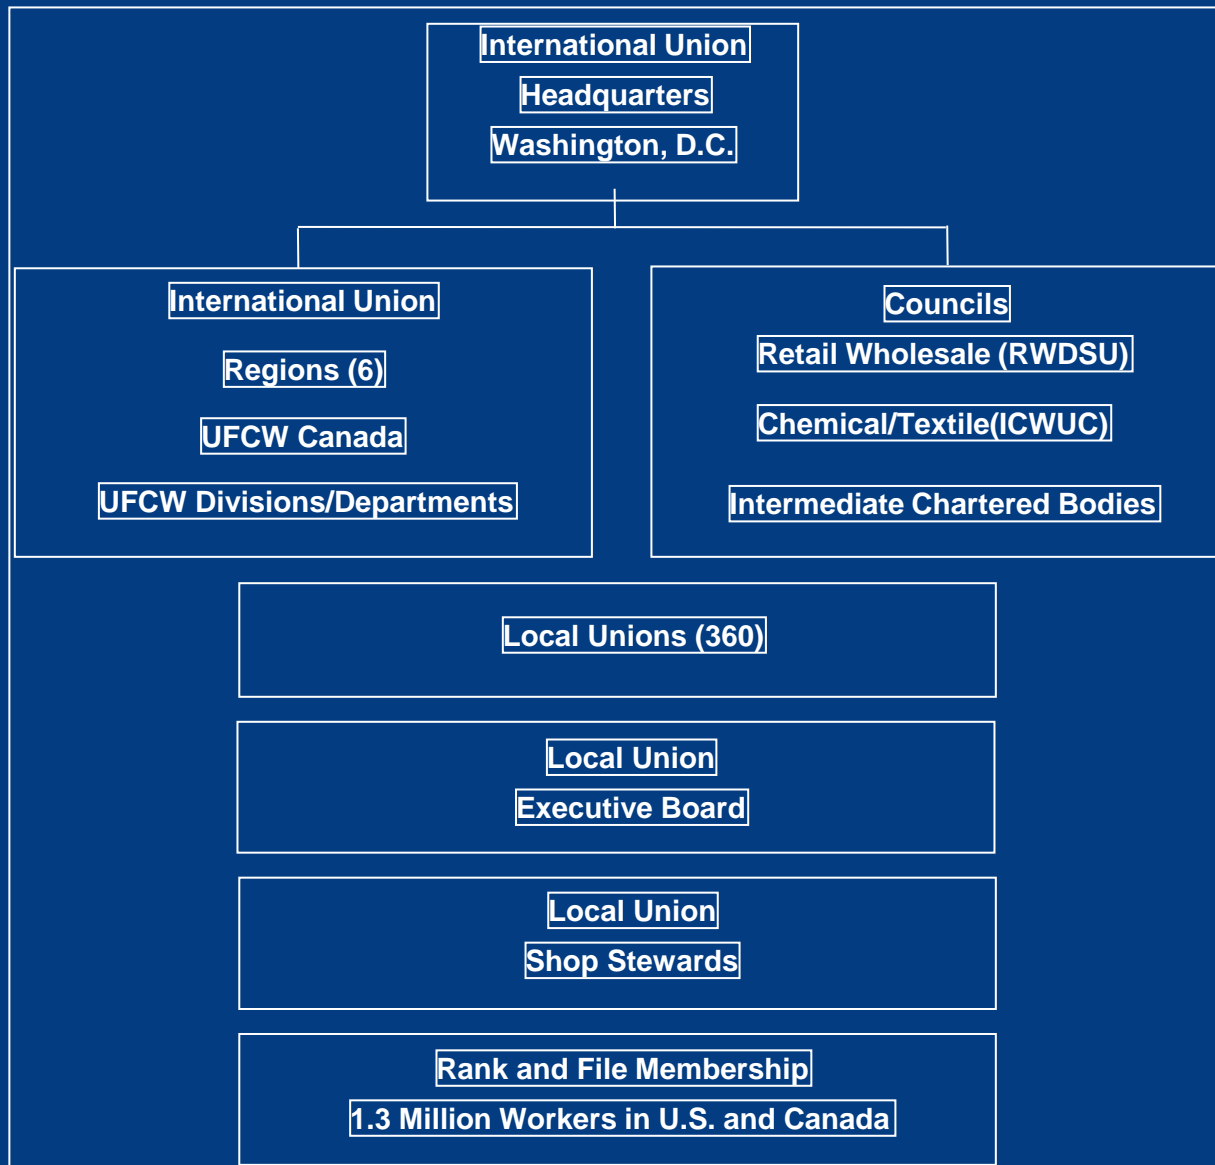 International Union
Headquarters
Washington, D.C.
International Union
Regions (6)
UFCW Canada
UFCW Divisions/Departments
Councils
Retail Wholesale (RWDSU)
Chemical/Textile(ICWUC)
Intermediate Chartered Bodies
Local Unions (360)
Local Union
Executive Board
Local Union
Shop Stewards
Rank and File Membership
1.3 Million Workers in U.S. and Canada